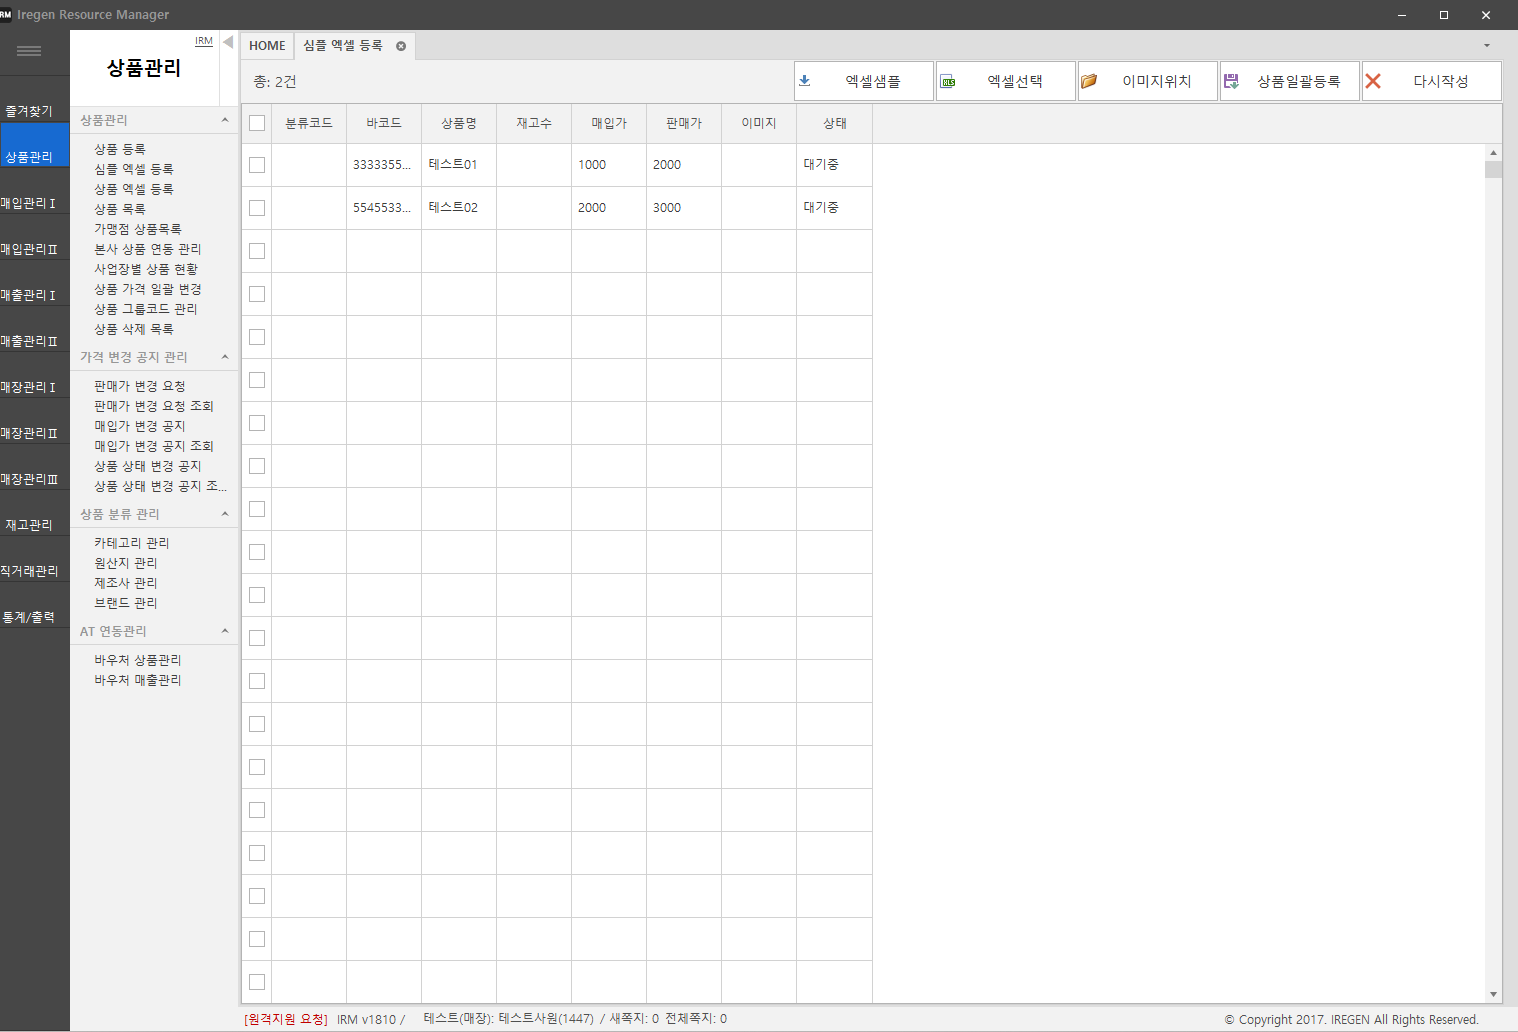 IRM Iregen Resource Manager
즐겨찾기
상품관리
매입관리Ⅰ
매입관리Ⅱ
매출관리Ⅰ
매출관리Ⅱ
매장관리Ⅰ
매장관리Ⅱ
매장관리Ⅲ
재고관리
직거래관리
통계/출력
IRM
상품관리
상품관리
상품 등록
심플 엑셀 등록
상품 엑셀 등록
상품 목록
가맹점 상품목록
본사 상품 연동 관리
사업장별 상품 현황
상품 가격 일괄 변경
상품 그룹코드 관리
상품 삭제 목록
가격 변경 공지 관리
판매가 변경 요청
판매가 변경 요청 조회
매입가 변경 공지
매입가 변경 공지 조회
상품 상태 변경 공지
상품 상태 변경 공지 조...
상품 분류 관리
카테고리 관리
원산지 관리
제조사 관리
브랜드 관리
AT 연동관리
바우처 상품관리
바우처 매출관리
HOME 심플 엑셀 등록
총: 2건 엑셀샘플 엑셀선택 이미지위치 상품일괄등록 다시작성
분류코드 바코드 상품명 재고수 매입가 판매가 이미지 상태
3333355... 테스트01 1000 2000 대기중
5545533... 테스트02 2000 3000 대기중
[원격지원 요청] IRM v1810 / 테스트(매장): 테스트사원(1447) / 새쪽지: 0 전체쪽지: 0 © Copyright 2017. IREGEN All Rights Reserved.